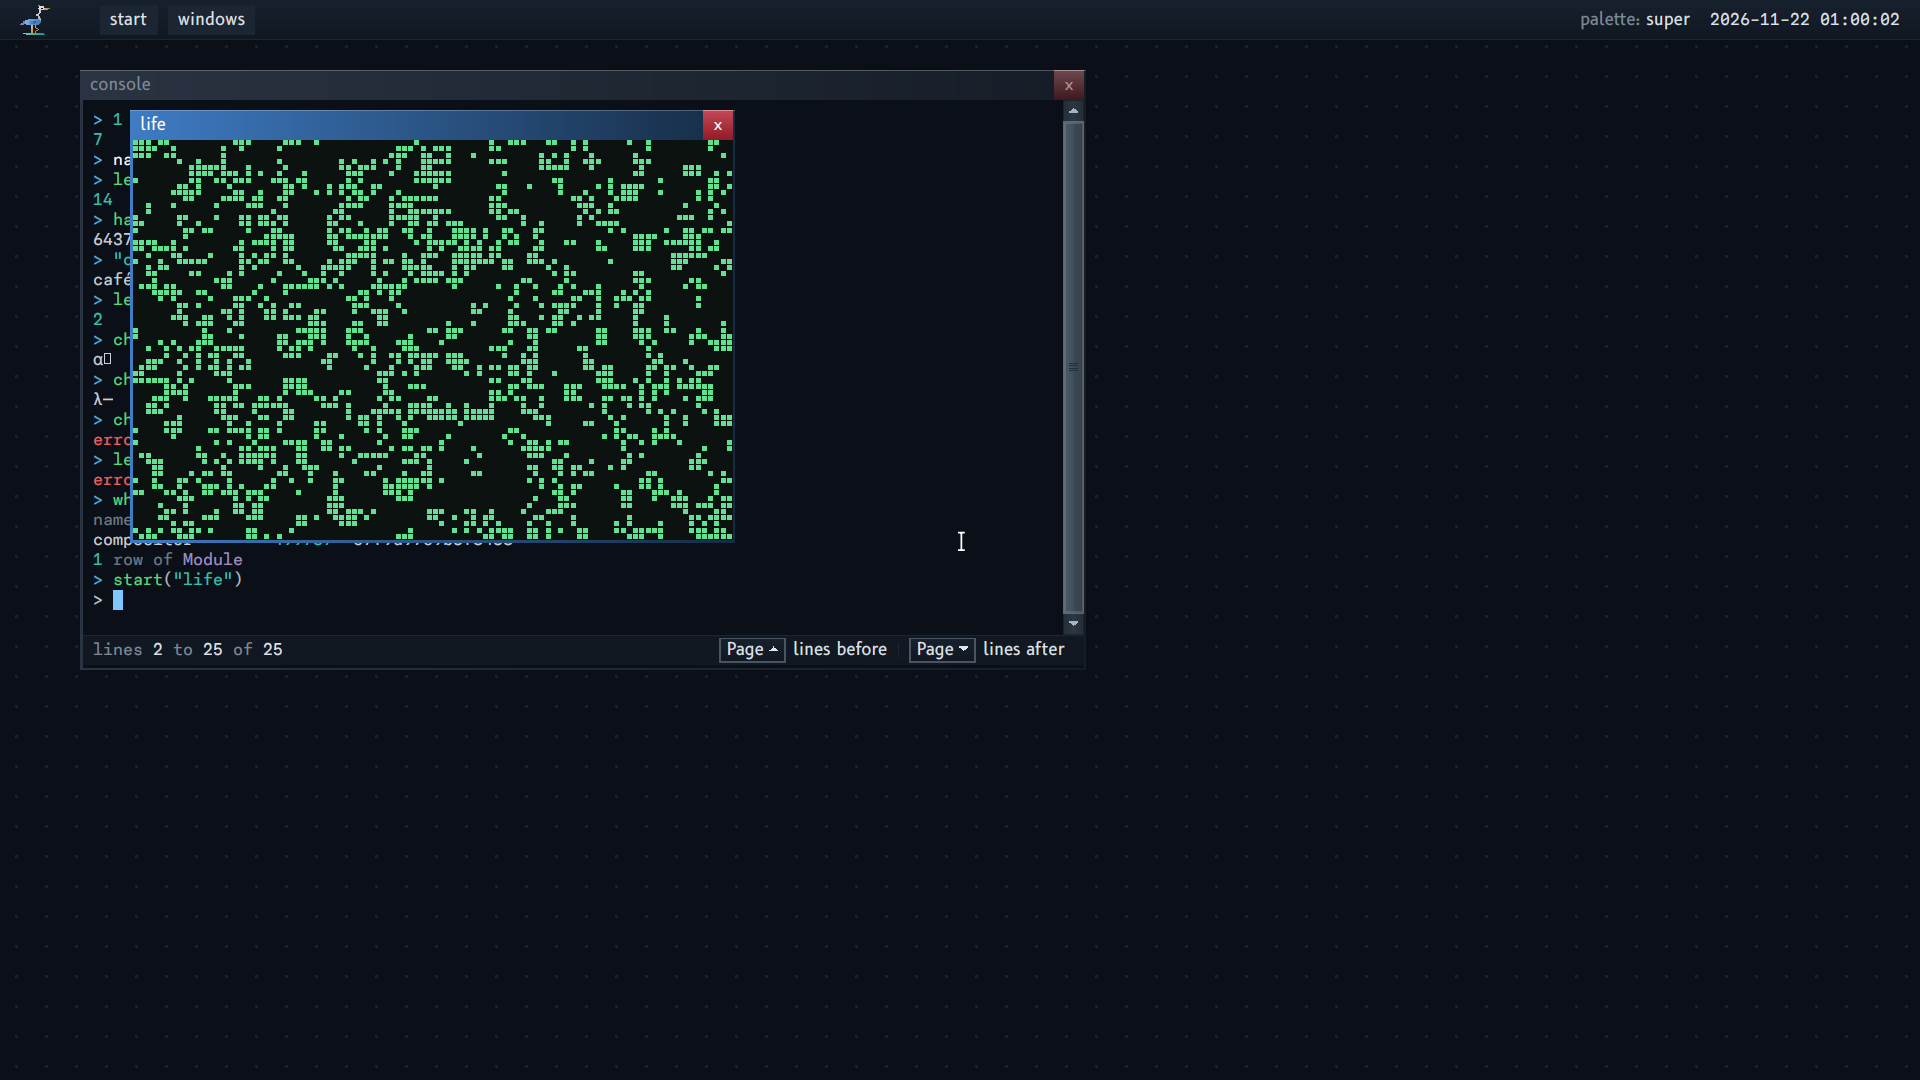 start windows palette: super 2026-11-22 01:00:02
console x
life x
> 1
7
> na
> le
14
> ha
6437
> "c
café
> le
2
> ch
α
> ch
λ—
> ch
erro
> le
erro
> wh
name
1 row of Module
> start("life")
>
lines 2 to 25 of 25 Page lines before Page lines after